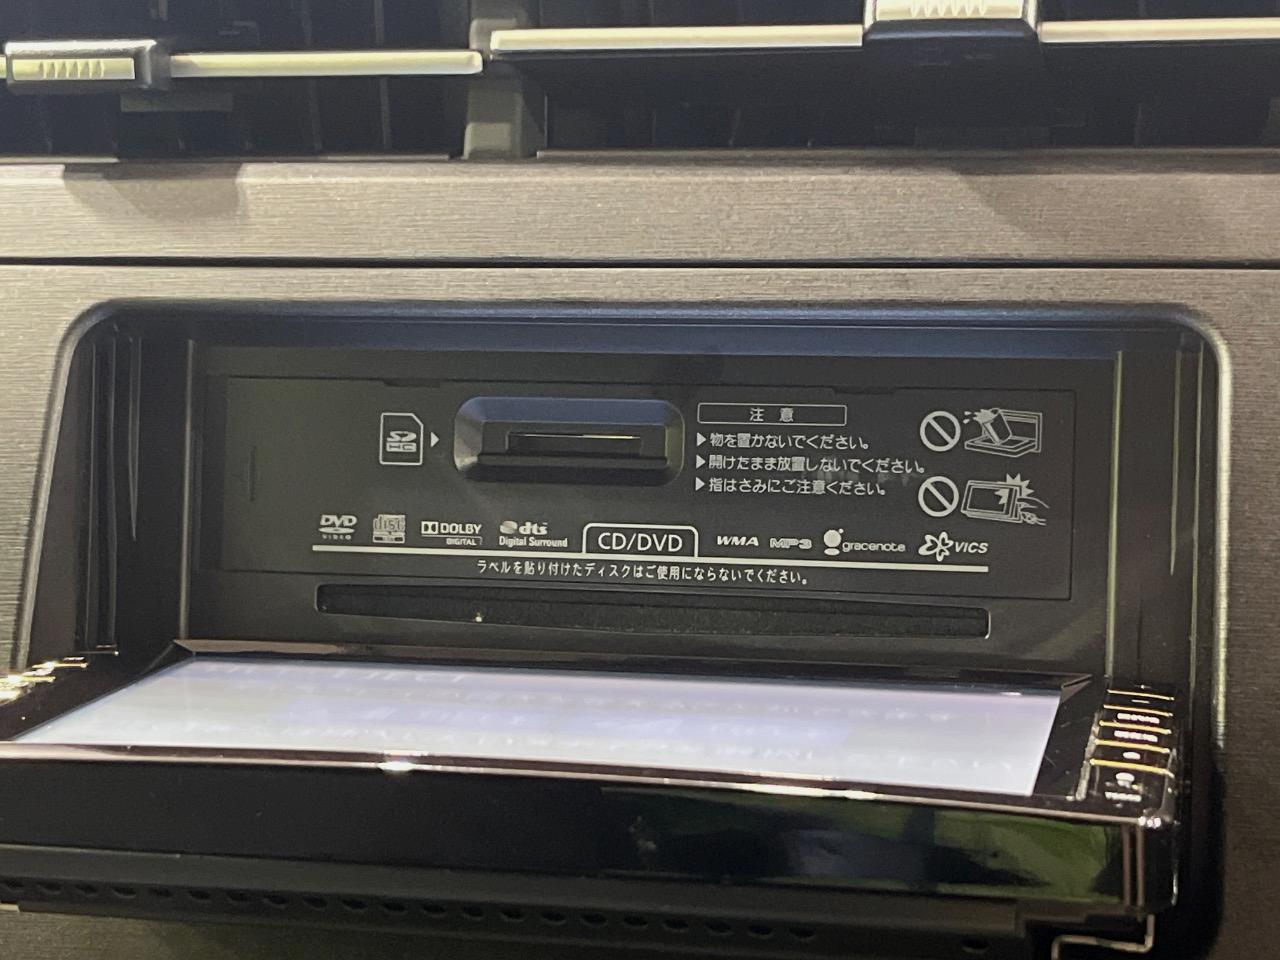 注 意
▶物を置かないでください。
▶開けたまま放置しないでください。
▶指はさみにご注意ください。
SD
HC
DVD
VIDEO
disc
DOLBY
DIGITAL
dts
Digital Surround
CD/DVD
WMA
MP3
gracenote
VICS
ラベルを貼り付けたディスクはご使用にならないでください。